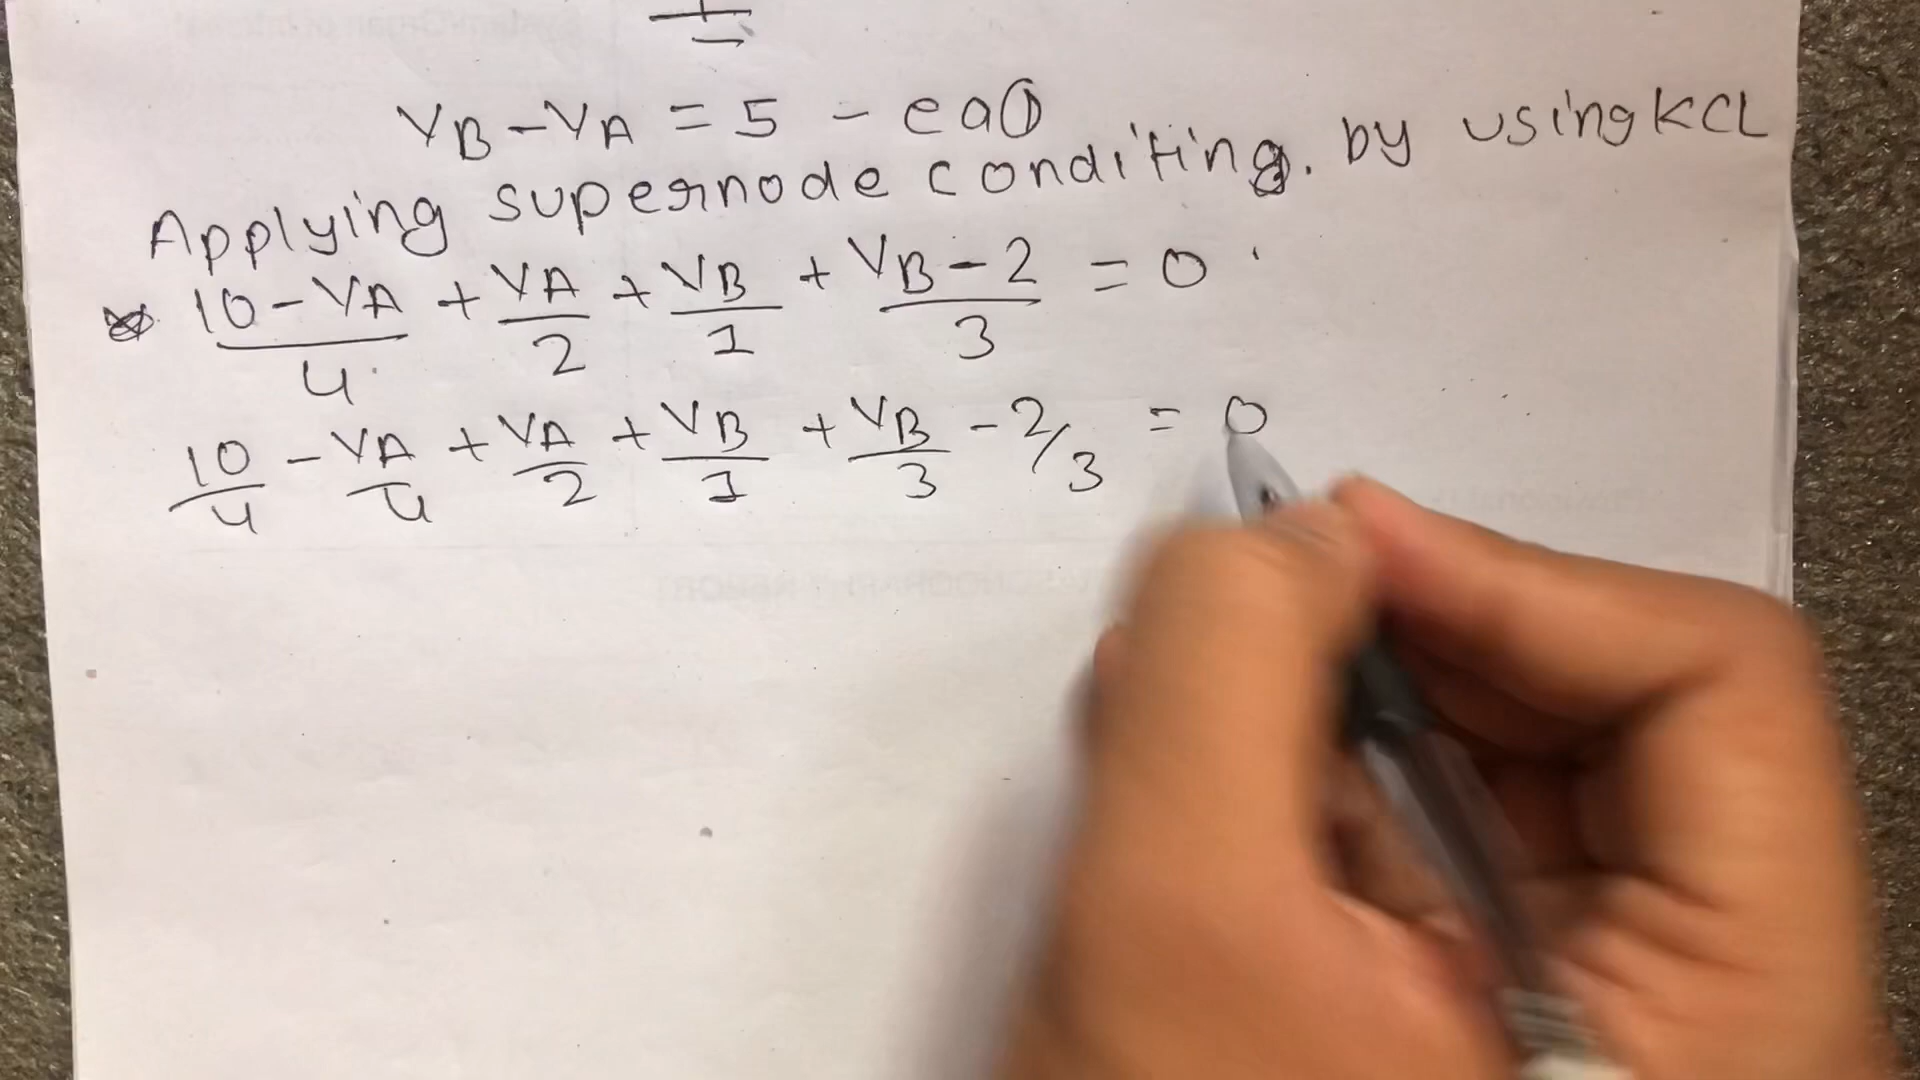 VB - VA = 5 - eq①
Applying supernode conditing. by using KCL
10 - VA / 4 + VA / 2 + VB / 1 + VB - 2 / 3 = 0
10 / 4 - VA / 4 + VA / 2 + VB / 1 + VB / 3 - 2/3 = 0